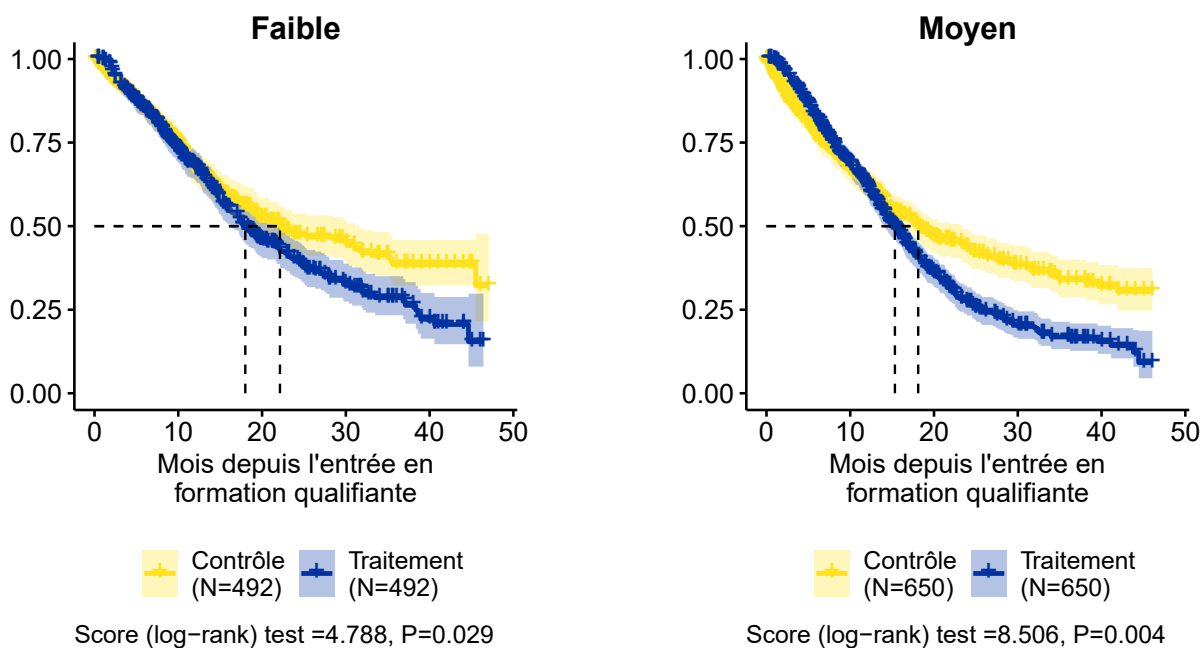 Faible
1.00
0.75
0.50
0.25
0.00
0 10 20 30 40 50
Mois depuis l'entrée en
formation qualifiante
Contrôle
(N=492)
Traitement
(N=492)
Score (log−rank) test =4.788, P=0.029
Moyen
1.00
0.75
0.50
0.25
0.00
0 10 20 30 40 50
Mois depuis l'entrée en
formation qualifiante
Contrôle
(N=650)
Traitement
(N=650)
Score (log−rank) test =8.506, P=0.004